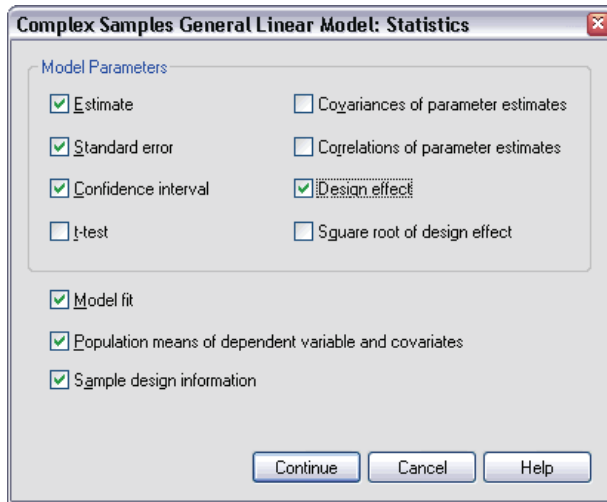 Complex Samples General Linear Model: Statistics
Model Parameters
Estimate
Covariances of parameter estimates
Standard error
Correlations of parameter estimates
Confidence interval
Design effect
t-test
Square root of design effect
Model fit
Population means of dependent variable and covariates
Sample design information
Continue
Cancel
Help